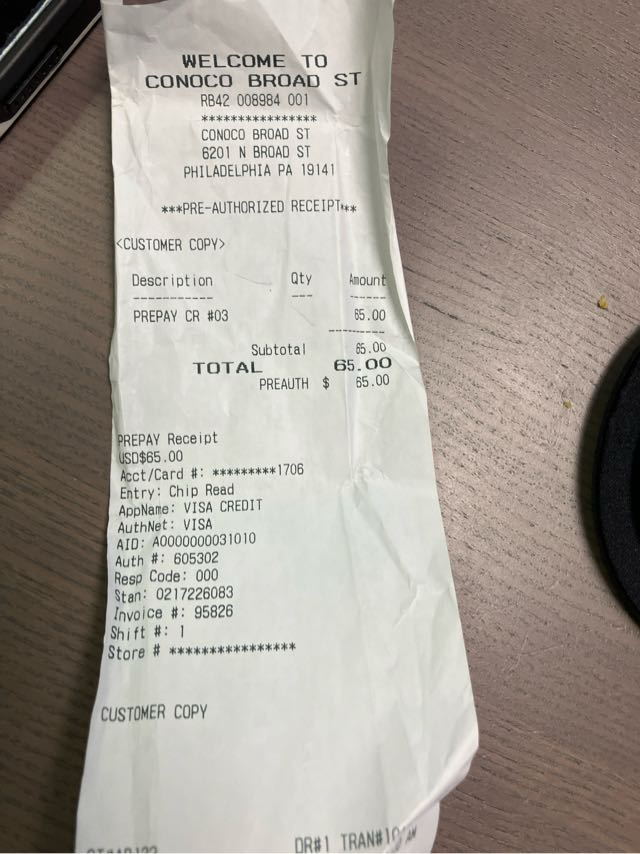 WELCOME TO
CONOCO BROAD ST
RB42 008984 001
****************
CONOCO BROAD ST
6201 N BROAD ST
PHILADELPHIA PA 19141
***PRE-AUTHORIZED RECEIPT***
<CUSTOMER COPY>
Description Qty Amount
----------- --- ------
PREPAY CR #03 65.00
---------
Subtotal 65.00
TOTAL 65.00
PREAUTH $ 65.00
PREPAY Receipt
USD$65.00
Acct/Card #: *********1706
Entry: Chip Read
AppName: VISA CREDIT
AuthNet: VISA
AID: A0000000031010
Auth #: 605302
Resp Code: 000
Stan: 0217226083
Invoice #: 95826
Shift #: 1
Store # ****************
CUSTOMER COPY
DR#1